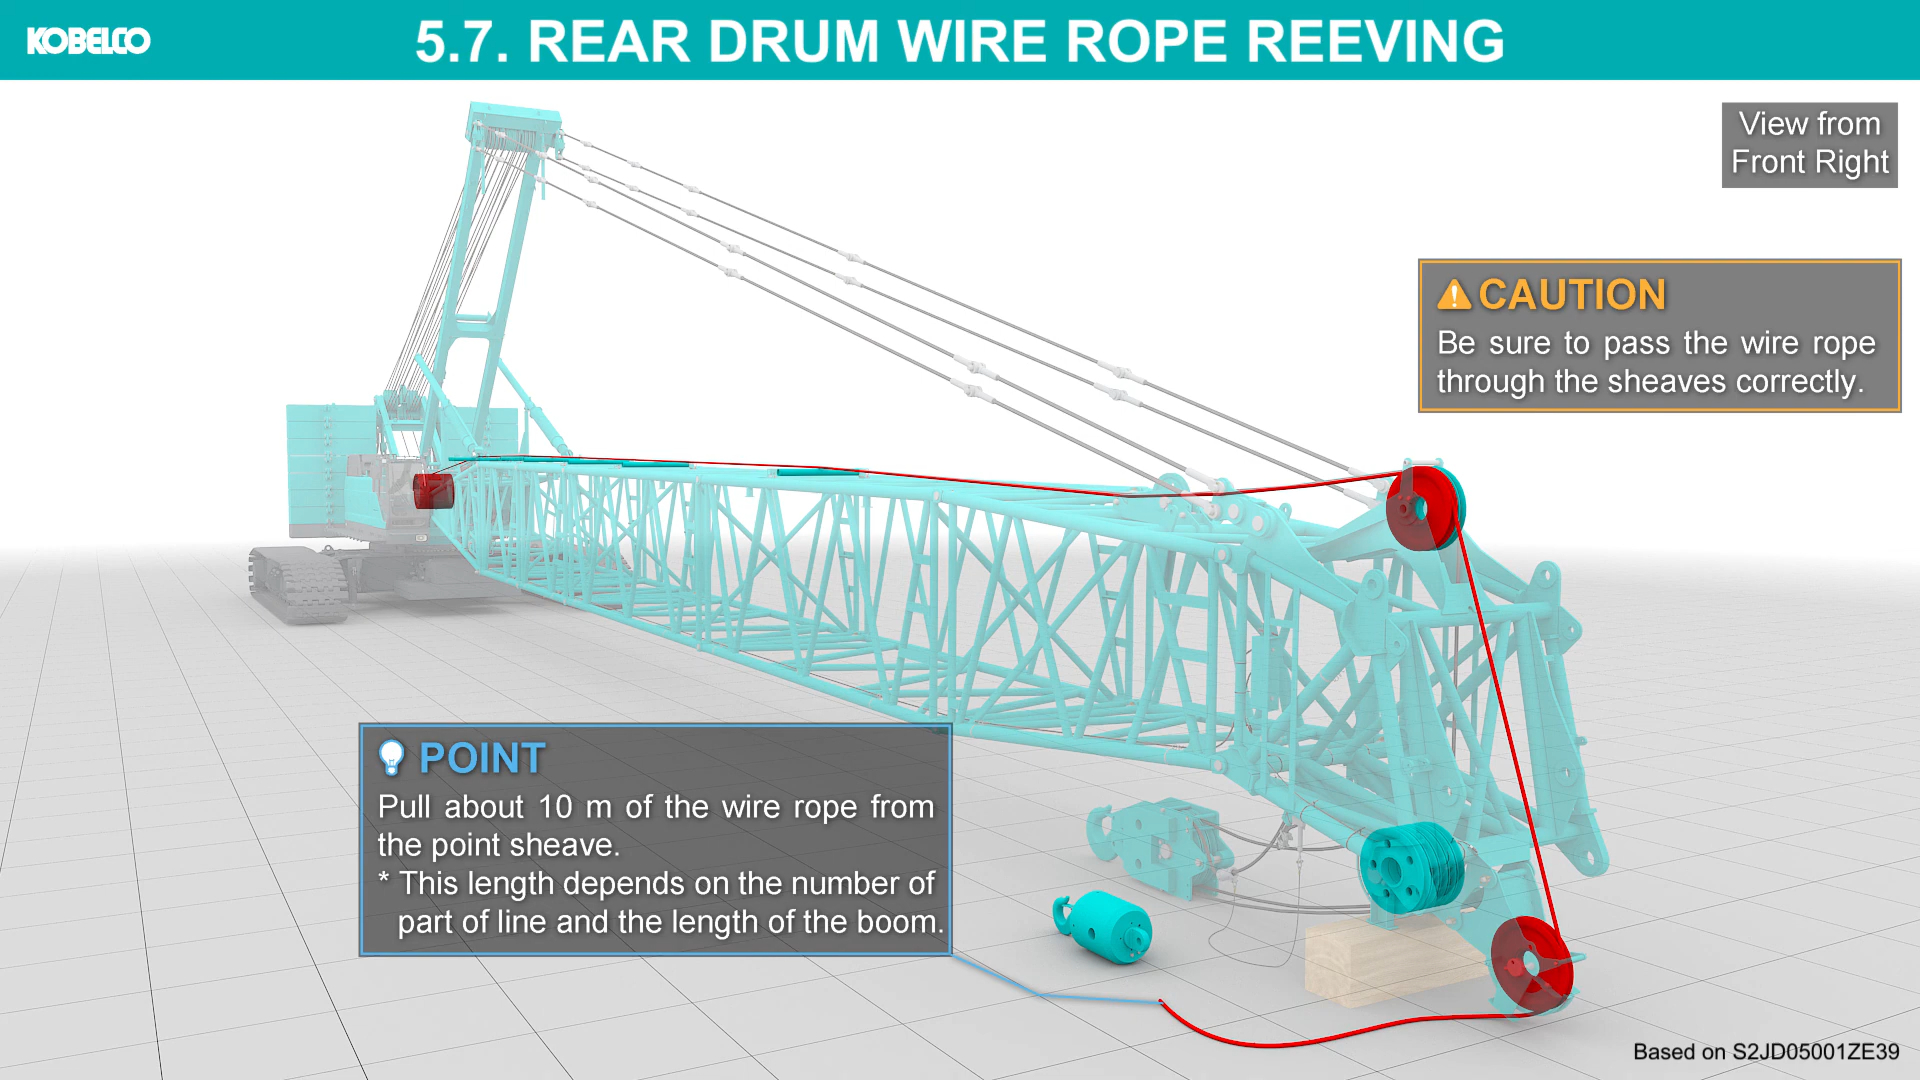 KOBELCO
5.7. REAR DRUM WIRE ROPE REEVING
View from
Front Right
CAUTION
Be sure to pass the wire rope
through the sheaves correctly.
POINT
Pull about 10 m of the wire rope from
the point sheave.
* This length depends on the number of
part of line and the length of the boom.
Based on S2JD05001ZE39